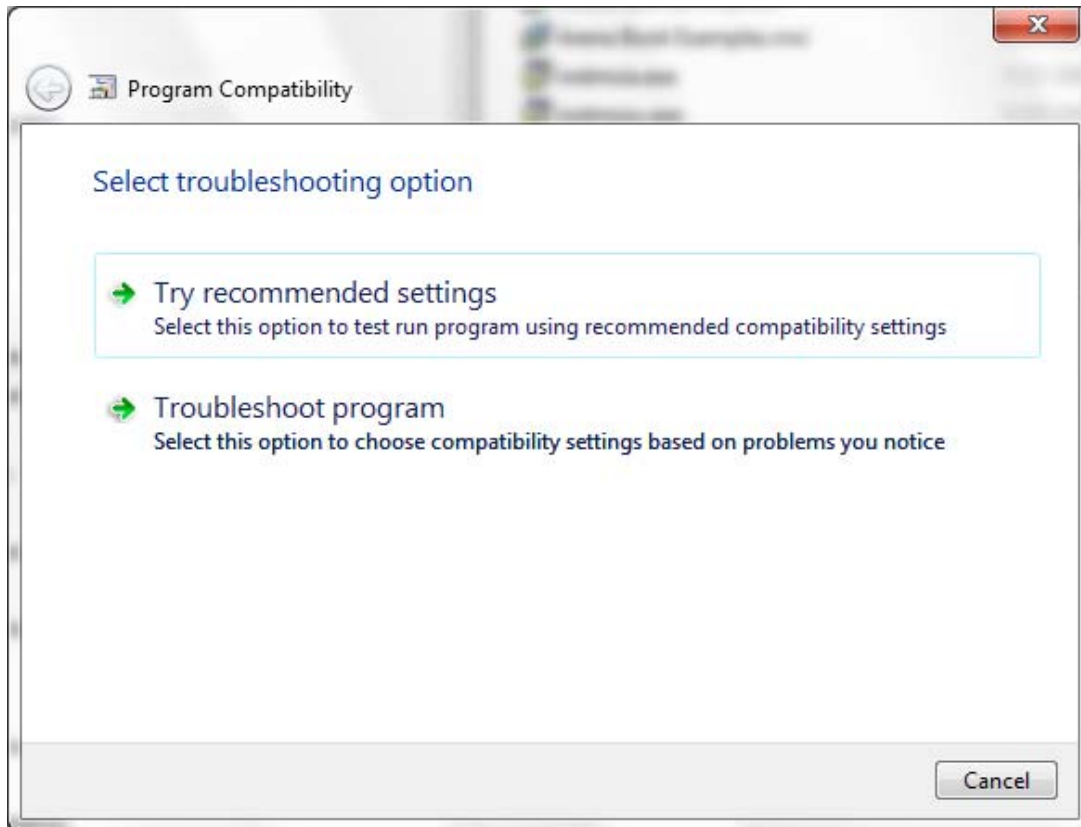 Program Compatibility
Select troubleshooting option
Try recommended settings
Select this option to test run program using recommended compatibility settings
Troubleshoot program
Select this option to choose compatibility settings based on problems you notice
Cancel